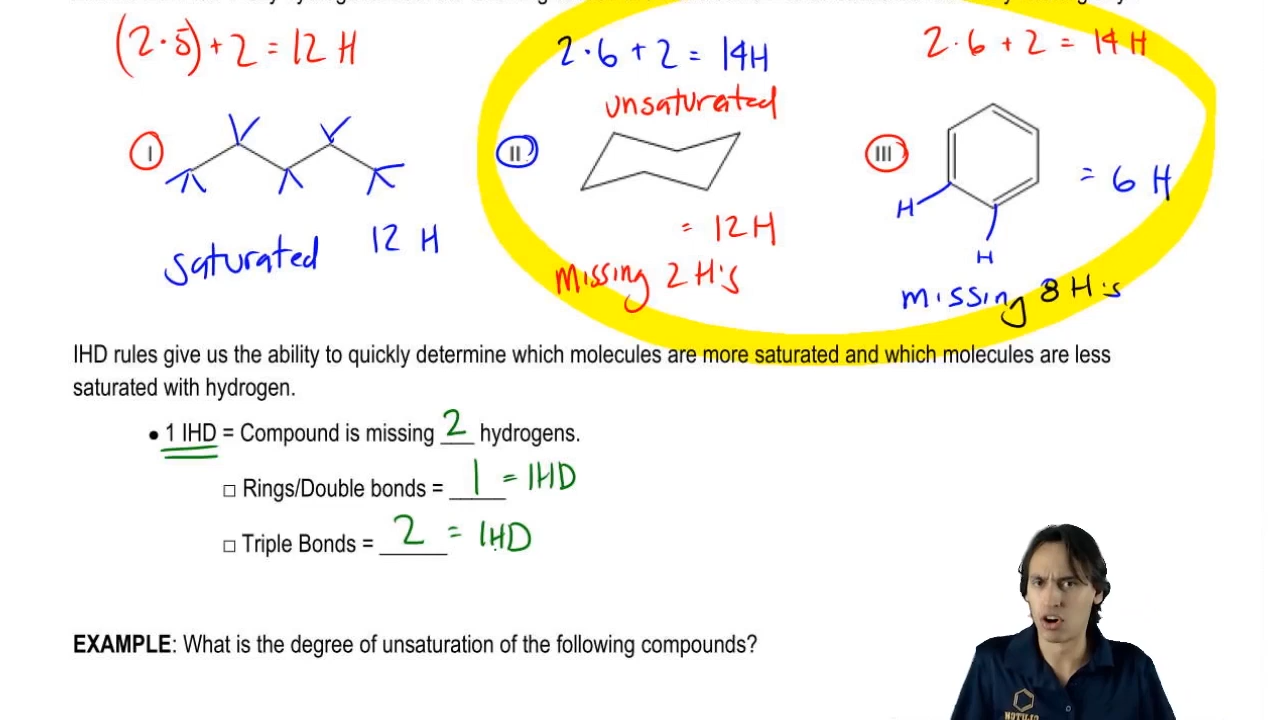 (2·5)+2=12 H
2·6+2=14H
2·6+2=14 H
unsaturated
I
II
III
= 6 H
H
H
saturated 12 H
= 12H
missing 2 H's
missing 8 H's
IHD rules give us the ability to quickly determine which molecules are more saturated and which molecules are less
saturated with hydrogen.
• 1 IHD = Compound is missing 2 hydrogens.
□ Rings/Double bonds = 1 = IHD
□ Triple Bonds = 2 = IHD
EXAMPLE: What is the degree of unsaturation of the following compounds?